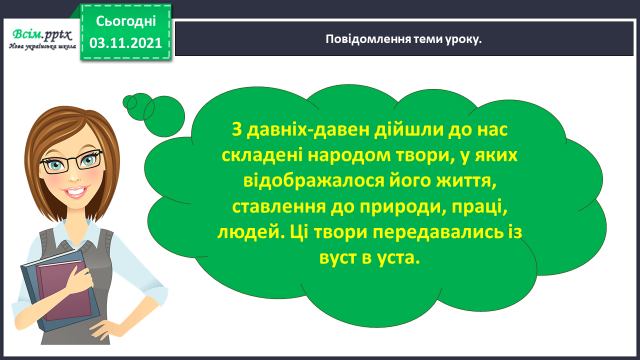 Всім.pptx
Нова українська школа
Сьогодні
03.11.2021
Повідомлення теми уроку.
З давніх-давен дійшли до нас
складені народом твори, у яких
відображалося його життя,
ставлення до природи, праці,
людей. Ці твори передавались із
вуст в уста.